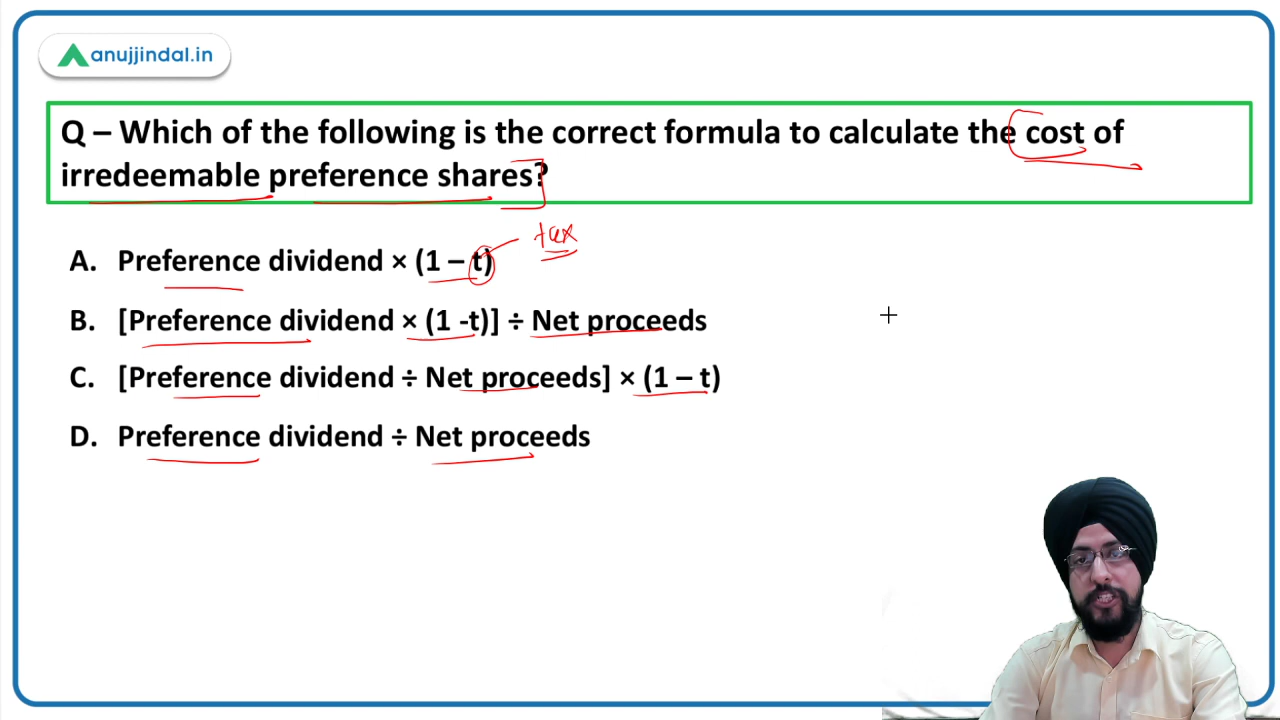 anujjindal.in
Q – Which of the following is the correct formula to calculate the cost of
irredeemable preference shares?
tax
A. Preference dividend × (1 – t)
B. [Preference dividend × (1 -t)] ÷ Net proceeds
C. [Preference dividend ÷ Net proceeds] × (1 – t)
D. Preference dividend ÷ Net proceeds